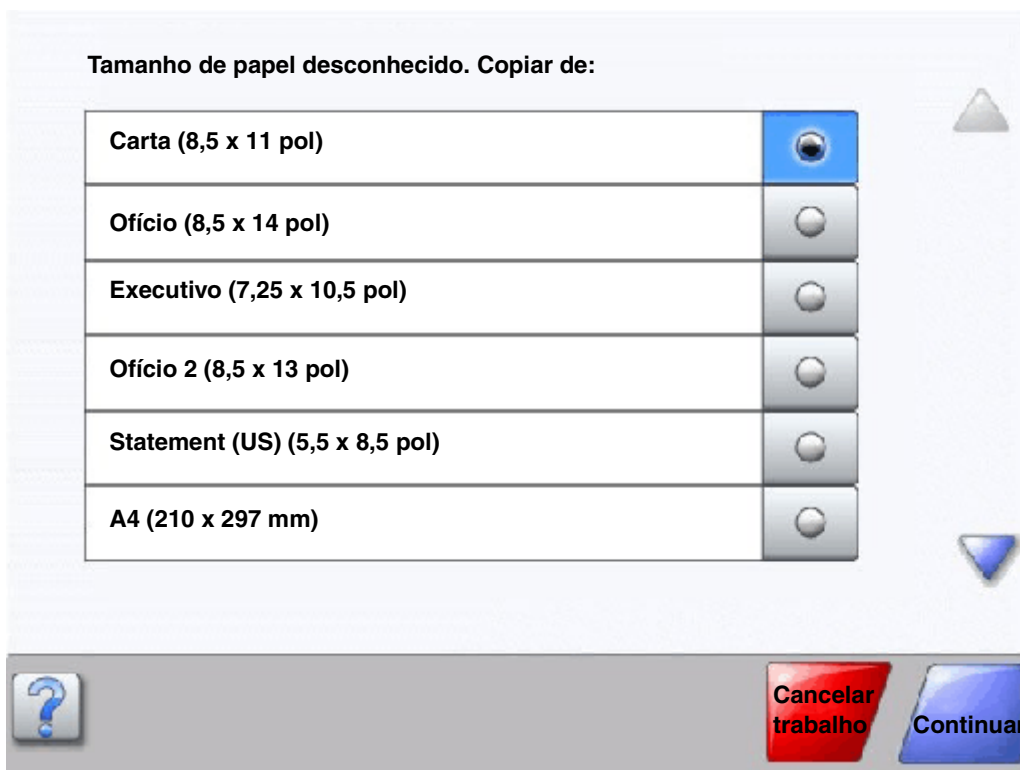 Tamanho de papel desconhecido. Copiar de:
Carta (8,5 x 11 pol)
Ofício (8,5 x 14 pol)
Executivo (7,25 x 10,5 pol)
Ofício 2 (8,5 x 13 pol)
Statement (US) (5,5 x 8,5 pol)
A4 (210 x 297 mm)
?
Cancelar
trabalho
Continuar